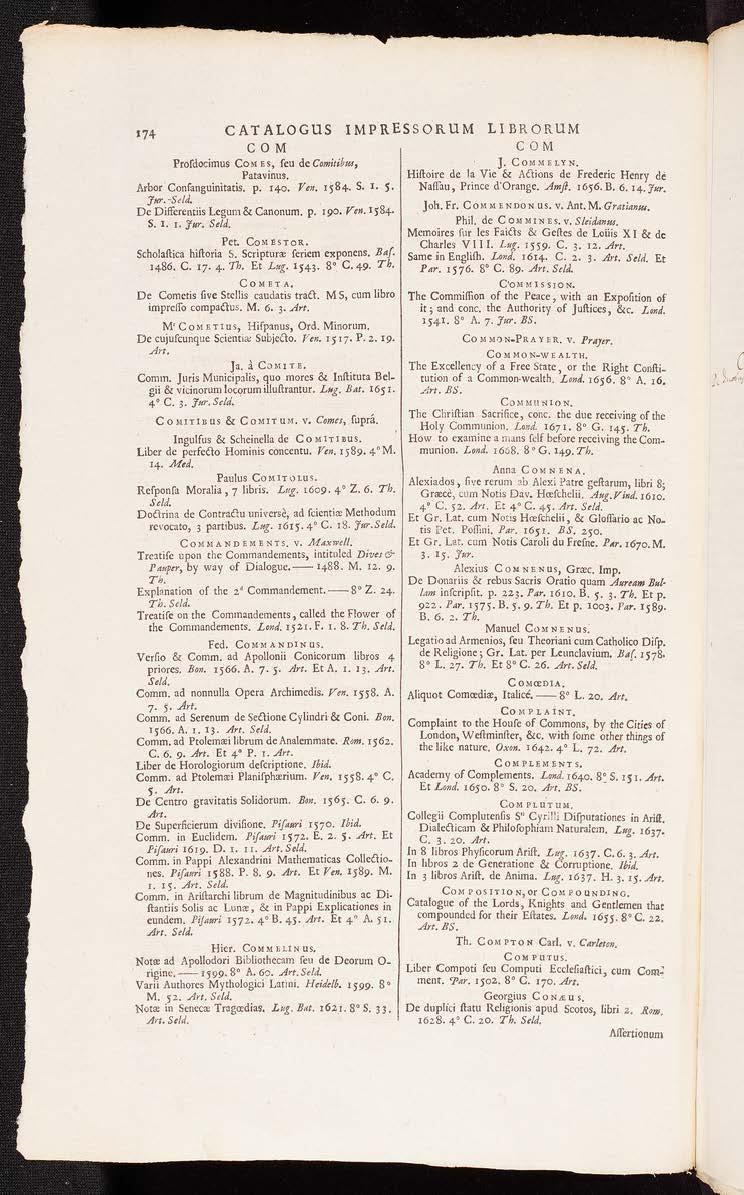 174
CATALOGUS IMPRESSORUM LIBRORUM
COM
Proſdocimus COMES, ſeu de Comitibus,
Patavinus.
Arbor Conſanguinitatis. p. 140. Ven. 1584. S. 1. 5.
Jur. Seld.
De Differentiis Legum & Canonum. p. 190. Ven. 1584.
S. 1. 1. Jur. Seld.
Pet. COMESTOR.
Scholaſtica hiſtoria S. Scripturæ ſeriem exponens. Baſ.
1486. C. 17. 4. Th. Et Lug. 1543. 8° C. 49. Th.
COMETA.
De Cometis ſive Stellis caudatis tract. MS, cum libro
impreſſo compactus. M. 6. 3. Art.
Mr COMETIUS, Hiſpanus, Ord. Minorum.
De cujuſcunque Scientiæ Subjecto. Ven. 1517. P. 2. 19.
Art.
Ja. à COMITE.
Comm. Juris Municipalis, quo mores & Inſtituta Bel-
gii & vicinorum locorum illuſtrantur. Lug. Bat. 1651.
4° C. 3. Jur. Seld.
COMITIBUS & COMITUM. v. Comes, ſuprá.
Ingulfus & Scheinella de COMITIBUS.
Liber de perfecto Hominis concentu. Ven. 1589. 4° M.
14. Med.
Paulus COMITOLUS.
Reſponſa Moralia, 7 libris. Lug. 1609. 4° Z. 6. Th.
Seld.
Doctrina de Contractu universè, ad ſcientiæ Methodum
revocato, 3 partibus. Lug. 1615. 4° C. 18. Jur. Seld.
COMMANDEMENTS. v. Maxwell.
Treatiſe upon the Commandements, intituled Dives &
Pauper, by way of Dialogue.—— 1488. M. 12. 9.
Th.
Explanation of the 2d Commandement.—— 8° Z. 24.
Th. Seld.
Treatiſe on the Commandements, called the Flower of
the Commandements. Lond. 1521. F. 1. 8. Th. Seld.
Fed. COMMANDINUS.
Verſio & Comm. ad Apollonii Conicorum libros 4
priores. Bon. 1566. A. 7. 5. Art. Et A. 1. 13. Art.
Seld.
Comm. ad nonnulla Opera Archimedis. Ven. 1558. A.
7. 5. Art.
Comm. ad Serenum de Sectione Cylindri & Coni. Bon.
1566. A. 1. 13. Art. Seld.
Comm. ad Ptolemæi librum de Analemmate. Rom. 1562.
C. 6. 9. Art. Et 4° P. 1. Art.
Liber de Horologiorum deſcriptione. Ibid.
Comm. ad Ptolemæi Planiſphærium. Ven. 1558. 4° C.
5. Art.
De Centro gravitatis Solidorum. Bon. 1565. C. 6. 9.
Art.
De Superficierum diviſione. Piſauri 1570. Ibid.
Comm. in Euclidem. Piſauri 1572. E. 2. 5. Art. Et
Piſauri 1619. D. 1. 11. Art. Seld.
Comm. in Pappi Alexandrini Mathematicas Collectio-
nes. Piſauri 1588. P. 8. 9. Art. Et Ven. 1589. M.
1. 15. Art. Seld.
Comm. in Ariſtarchi librum de Magnitudinibus ac Di-
ſtantiis Solis ac Lunæ, & in Pappi Explicationes in
eundem. Piſauri 1572. 4° B. 45. Art. Et 4° A. 51.
Art. Seld.
Hier. COMMELINUS.
Notæ ad Apollodori Bibliothecam ſeu de Deorum O-
rigine.—— 1599. 8° A. 60. Art. Seld.
Varii Authores Mythologici Latini. Heidelb. 1599. 8°
M. 52. Art. Seld.
Notæ in Senecæ Tragœdias. Lug. Bat. 1621. 8° S. 33.
Art. Seld.
COM
J. COMMELYN.
Hiſtoire de la Vie & Actions de Frederic Henry de
Naſſau, Prince d'Orange. Amſt. 1656. B. 6. 14. Jur.
Joh. Fr. COMMENDONUS. v. Ant. M. Gratianus.
Phil. de COMMINES. v. Sleidanus.
Memoires ſur les Faicts & Geſtes de Loüis XI & de
Charles VIII. Lug. 1559. C. 3. 12. Art.
Same in Engliſh. Lond. 1614. C. 2. 3. Art. Seld. Et
Par. 1576. 8° C. 89. Art. Seld.
COMMISSION.
The Commiſſion of the Peace, with an Expoſition of
it; and conc. the Authority of Juſtices, &c. Lond.
1541. 8° A. 7. Jur. BS.
COMMON-PRAYER. v. Prayer.
COMMON-WEALTH.
The Excellency of a Free State, or the Right Conſti-
tution of a Common-wealth. Lond. 1656. 8° A. 16.
Art. BS.
COMMUNION.
The Chriſtian Sacrifice, conc. the due receiving of the
Holy Communion. Lond. 1671. 8° G. 145. Th.
How to examine a mans ſelf before receiving the Com-
munion. Lond. 1668. 8° G. 149. Th.
Anna COMNENA.
Alexiados, ſive rerum ab Alexi Patre geſtarum, libri 8;
Græcè, cum Notis Dav. Hœſchelii. Aug. Vind. 1610.
4° C. 52. Art. Et 4° C. 45. Art. Seld.
Et Gr. Lat. cum Notis Hœſchelii, & Gloſſario ac No-
tis Pet. Poſſini. Par. 1651. BS. 250.
Et Gr. Lat. cum Notis Caroli du Freſne. Par. 1670. M.
3. 15. Jur.
Alexius COMNENUS, Græc. Imp.
De Donariis & rebus Sacris Oratio quam Auream Bul-
lam inſcripſit. p. 223. Par. 1610. B. 5. 3. Th. Et p.
922. Par. 1575. B. 5. 9. Th. Et p. 1003. Par. 1589.
B. 6. 2. Th.
Manuel COMNENUS.
Legatio ad Armenios, ſeu Theoriani cum Catholico Diſp.
de Religione; Gr. Lat. per Leunclavium. Baſ. 1578.
8° L. 27. Th. Et 8° C. 26. Art. Seld.
COMŒDIA.
Aliquot Comœdiæ, Italicé.—— 8° L. 20. Art.
COMPLAINT.
Complaint to the Houſe of Commons, by the Cities of
London, Weſtminſter, &c. with ſome other things of
the like nature. Oxon. 1642. 4° L. 72. Art.
COMPLEMENTS.
Academy of Complements. Lond. 1640. 8° S. 151. Art.
Et Lond. 1650. 8° S. 20. Art. BS.
COMPLUTUM.
Collegii Complutenſis Sti Cyrilli Diſputationes in Ariſt.
Dialecticam & Philoſophiam Naturalem. Lug. 1637.
C. 3. 20. Art.
In 8 libros Phyſicorum Ariſt. Lug. 1637. C. 6. 3. Art.
In libros 2 de Generatione & Corruptione. Ibid.
In 3 libros Ariſt. de Anima. Lug. 1637. H. 3. 15. Art.
COMPOSITION, or COMPOUNDING.
Catalogue of the Lords, Knights and Gentlemen that
compounded for their Eſtates. Lond. 1655. 8° C. 22.
Art. BS.
Th. COMPTON Carl. v. Carleton.
COMPUTUS.
Liber Compoti ſeu Computi Eccleſiaſtici, cum Com-
ment. Par. 1502. 8° C. 170. Art.
Georgius CONÆUS.
De duplici ſtatu Religionis apud Scotos, libri 2. Rom.
1628. 4° C. 20. Th. Seld.
Aſſertionum